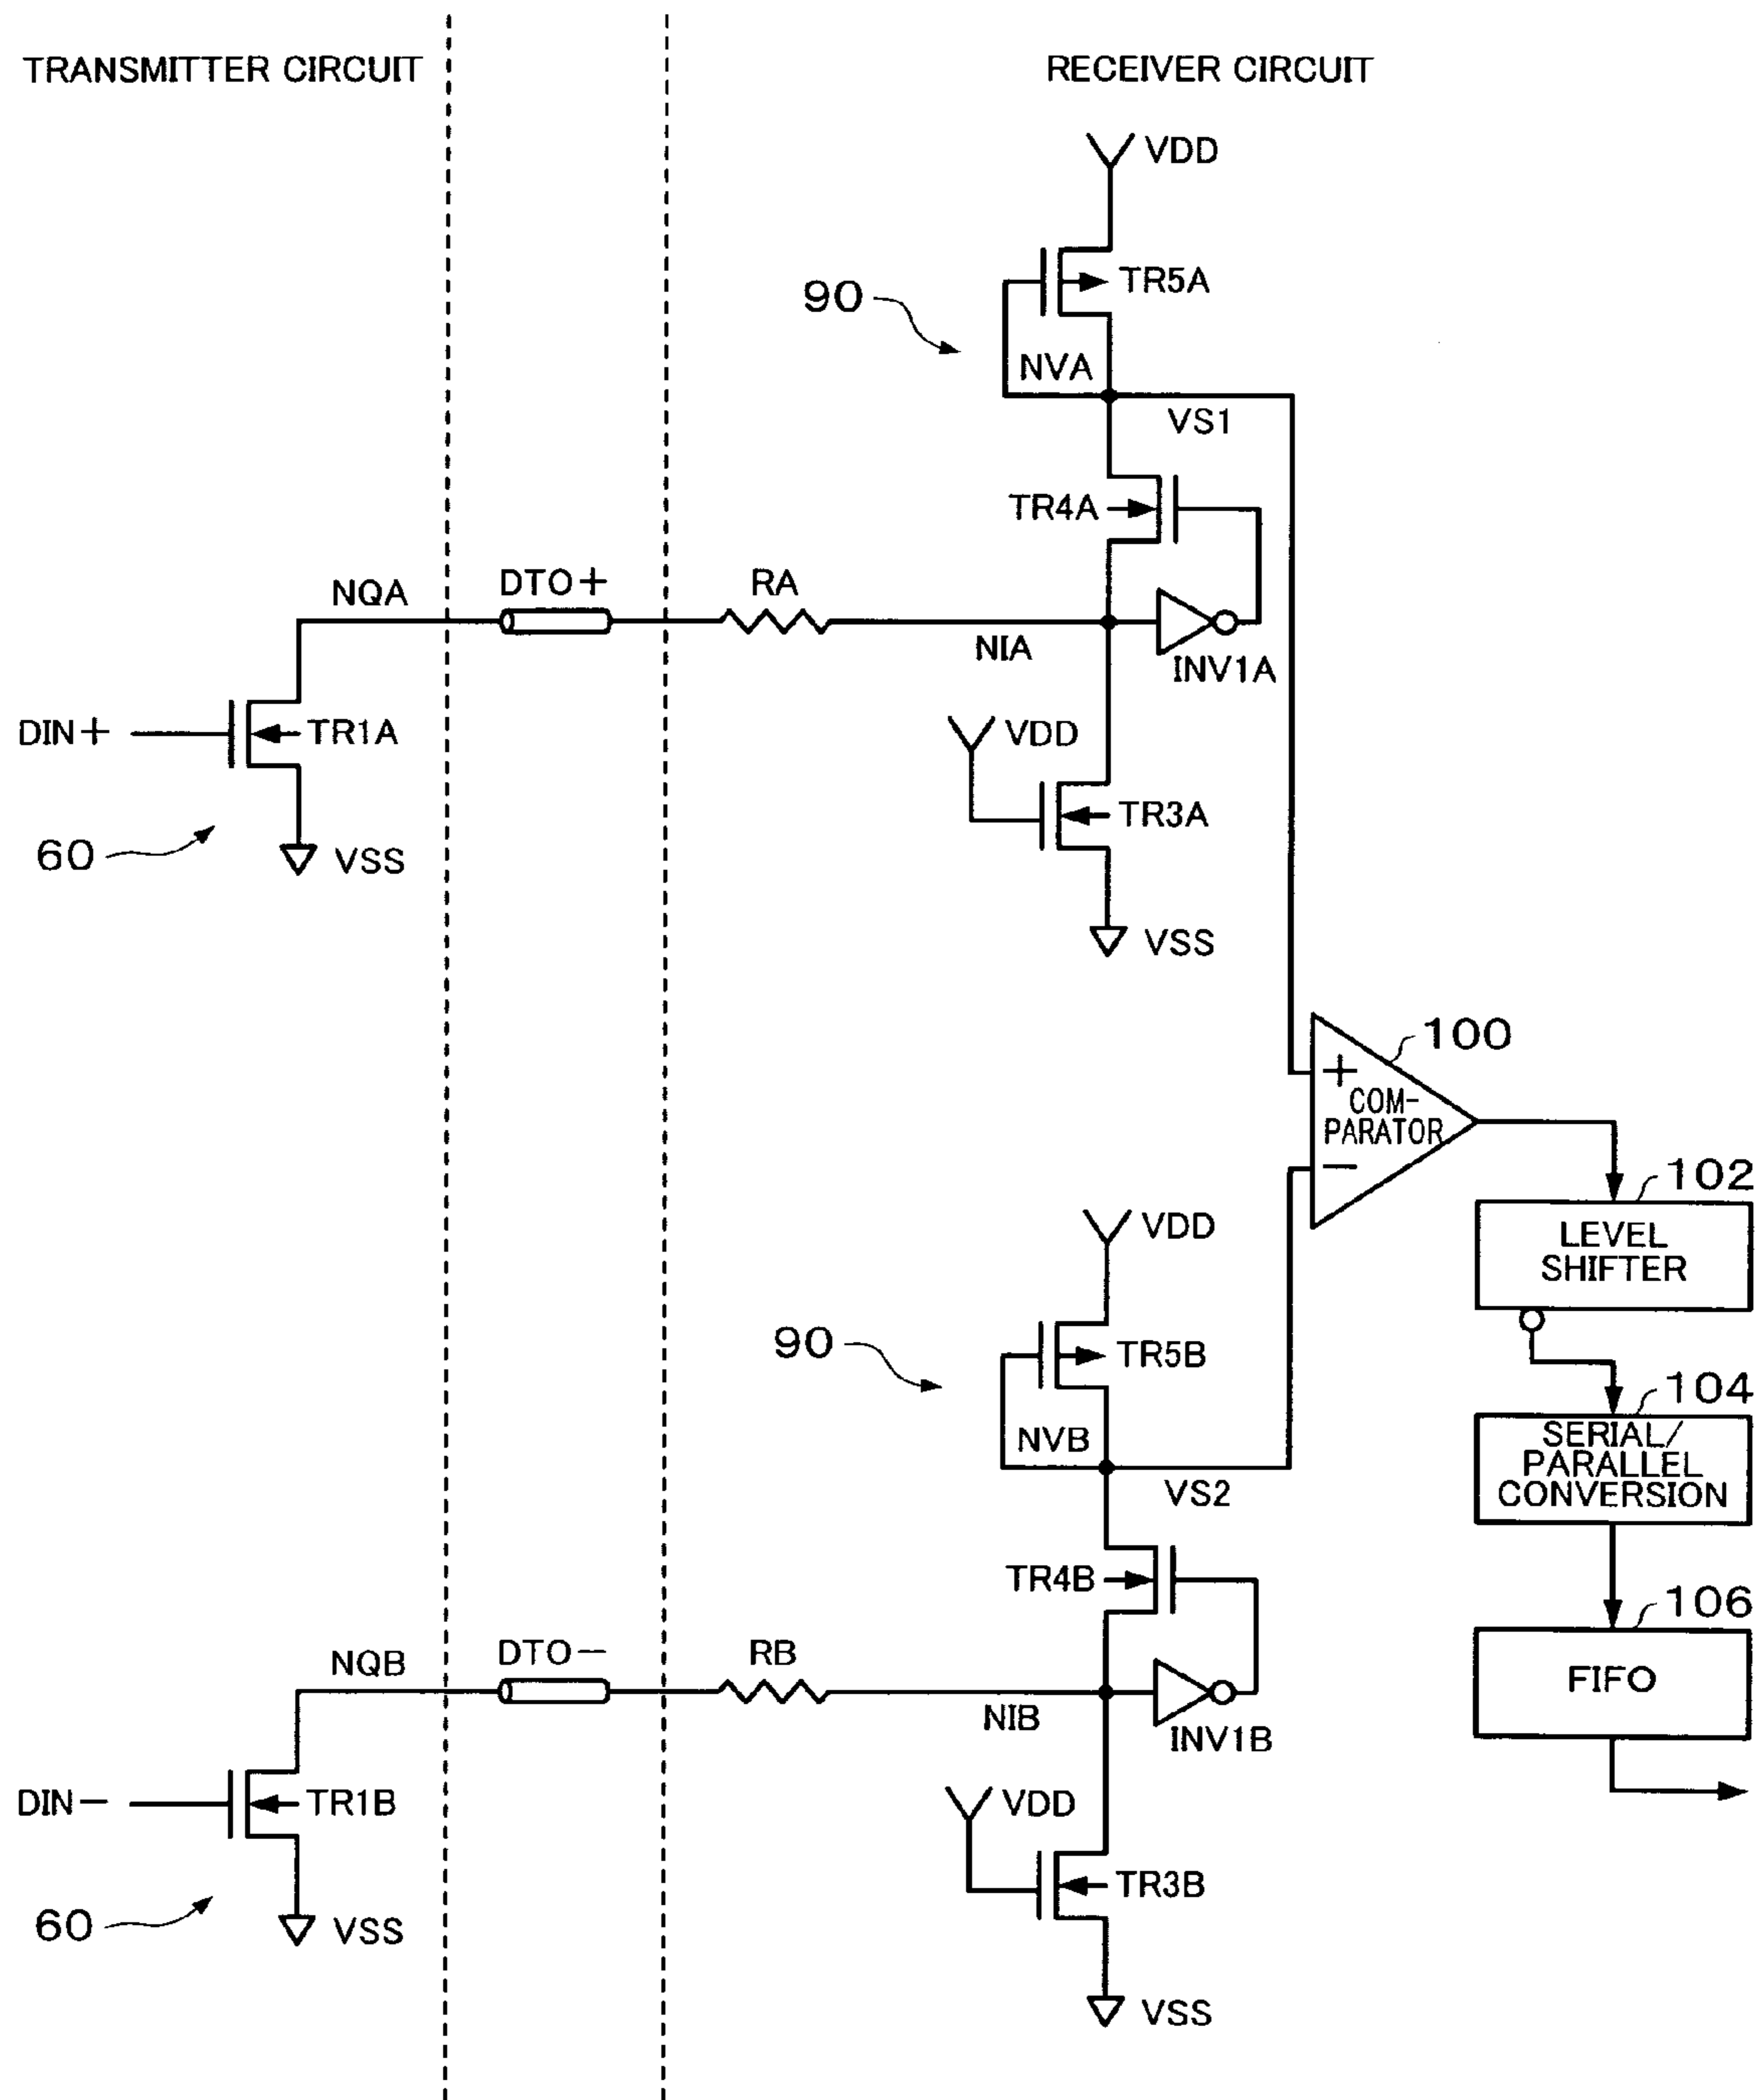 TRANSMITTER CIRCUIT
RECEIVER CIRCUIT
VDD
TR5A
90
NVA
VS1
TR4A
NQA
DTO+
RA
NIA
INV1A
DIN+
TR1A
VDD
TR3A
60
VSS
VSS
100
+
COM-
PARATOR
−
102
LEVEL
SHIFTER
VDD
90
TR5B
104
SERIAL/
PARALLEL
CONVERSION
NVB
VS2
TR4B
106
FIFO
NQB
DTO−
RB
NIB
INV1B
DIN−
TR1B
VDD
TR3B
60
VSS
VSS